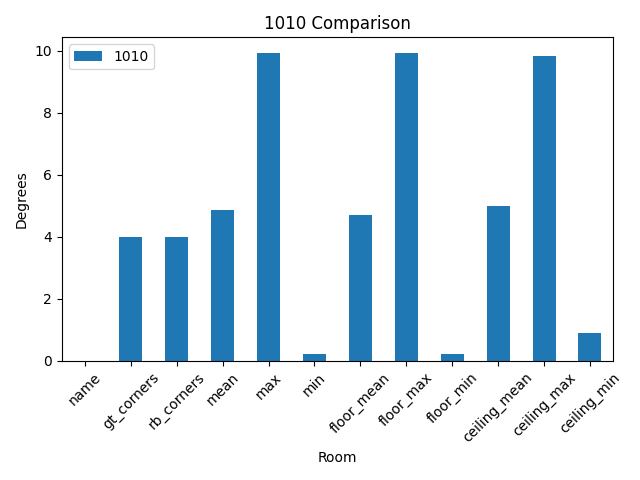 1010 Comparison
1010
Degrees
10
8
6
4
2
0
name
gt_corners
rb_corners
mean
max
min
floor_mean
floor_max
floor_min
ceiling_mean
ceiling_max
ceiling_min
Room